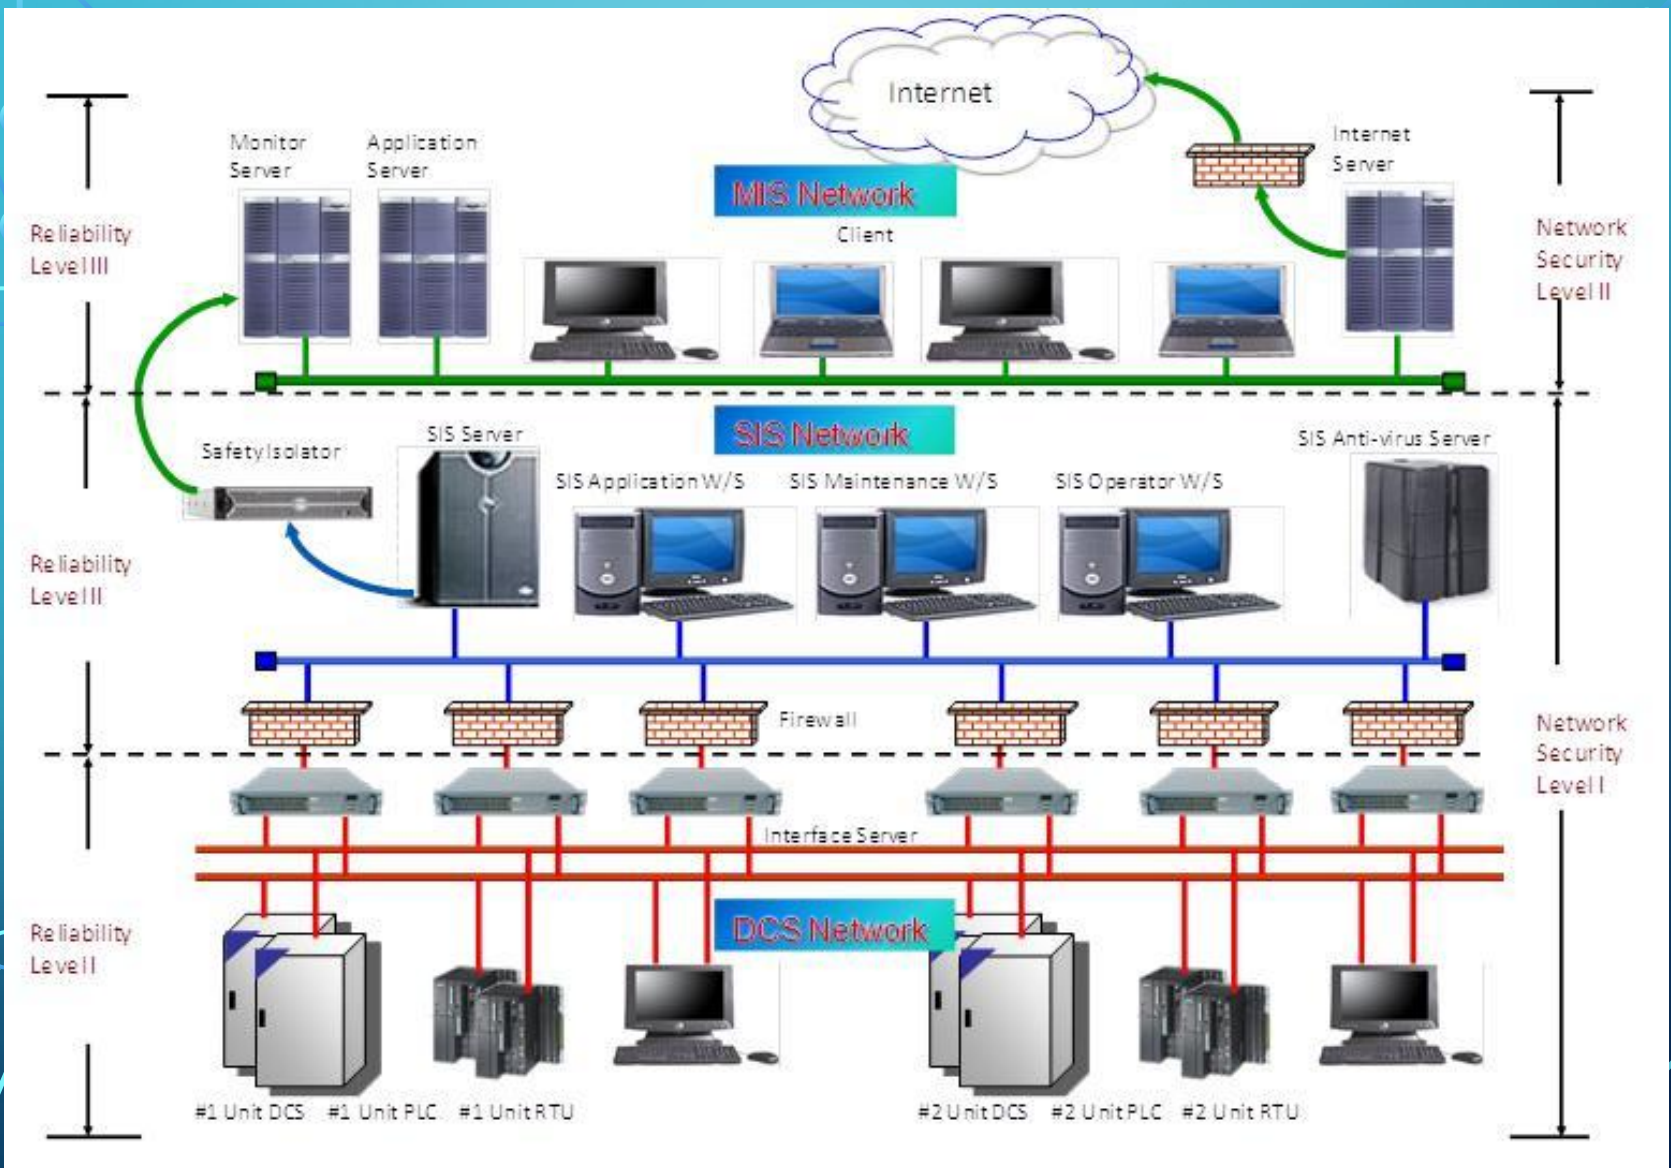 Internet
Monitor
Server
Application
Server
Internet
Server
MIS Network
Client
Reliability
Level III
Network
Security
Level II
SIS Network
SIS Server
Safety Isolator
SIS Anti-virus Server
SIS Application W/S
SIS Maintenance W/S
SIS Operator W/S
Reliability
Level II
Firewall
Network
Security
Level I
Interface Server
DCS Network
Reliability
Level I
#1 Unit DCS
#1 Unit PLC
#1 Unit RTU
#2 Unit DCS
#2 Unit PLC
#2 Unit RTU